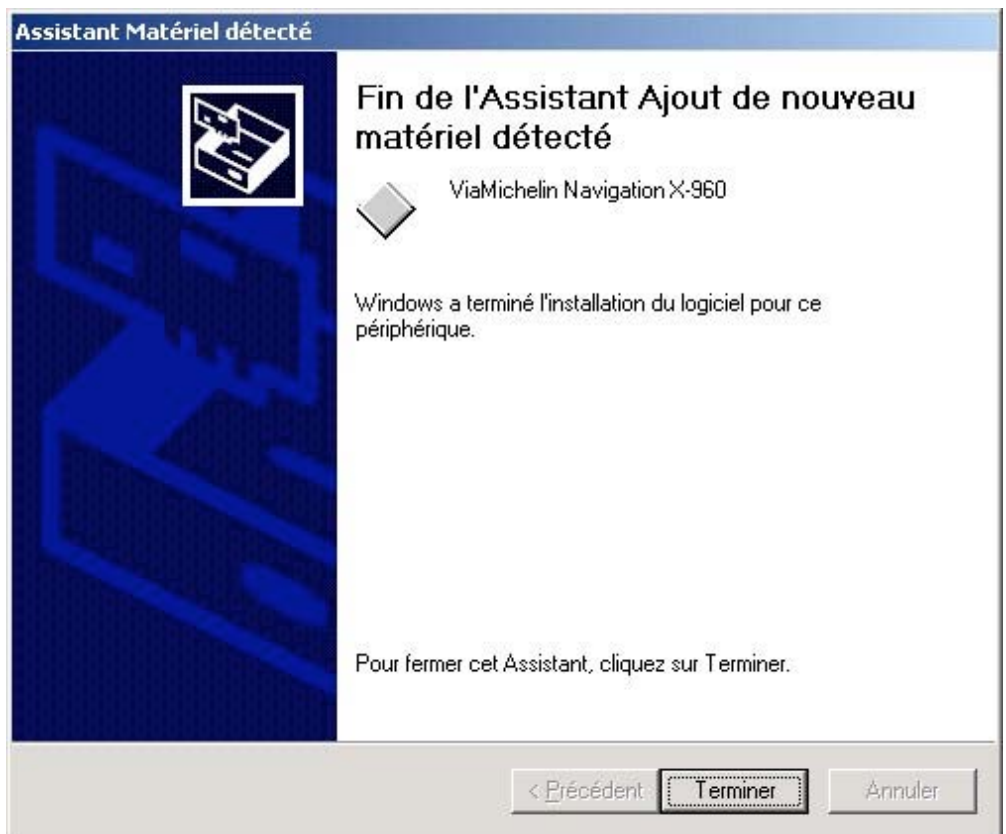 Assistant Matériel détecté
Fin de l'Assistant Ajout de nouveau
matériel détecté
ViaMichelin Navigation X-960
Windows a terminé l'installation du logiciel pour ce
périphérique.
Pour fermer cet Assistant, cliquez sur Terminer.
< Précédent
Terminer
Annuler